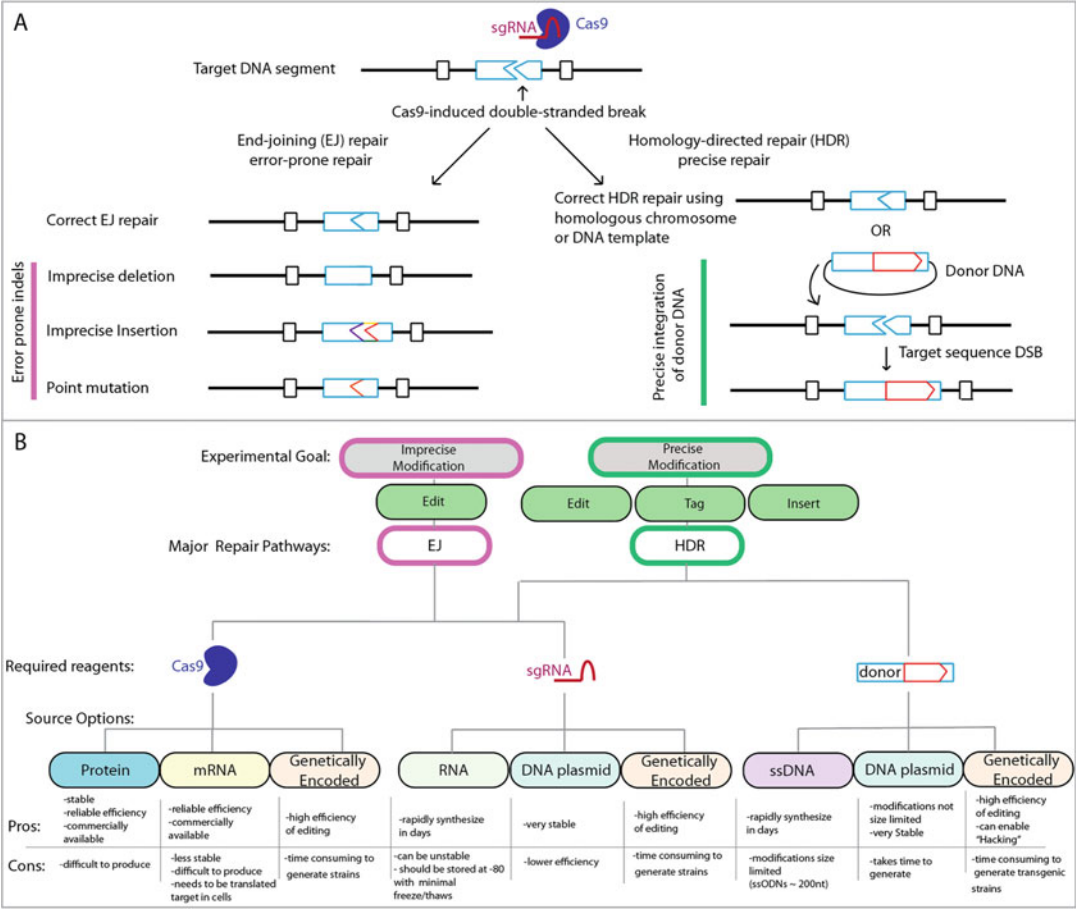 A
sgRNA
Cas9
Target DNA segment
Cas9-induced double-stranded break
End-joining (EJ) repair
error-prone repair
Homology-directed repair (HDR)
precise repair
Correct EJ repair
Error prone indels
Imprecise deletion
Imprecise Insertion
Point mutation
Correct HDR repair using
homologous chromosome
or DNA template
OR
Donor DNA
Precise integration
of donor DNA
Target sequence DSB
B
Experimental Goal:
Imprecise
Modification
Precise
Modification
Edit
Edit
Tag
Insert
Major Repair Pathways:
EJ
HDR
Required reagents:
Cas9
sgRNA
donor
Source Options:
Protein
mRNA
Genetically
Encoded
RNA
DNA plasmid
Genetically
Encoded
ssDNA
DNA plasmid
Genetically
Encoded
Pros:
-stable
-reliable efficiency
-commercially
available
-reliable efficiency
-commercially
available
-high efficiency
of editing
-rapidly synthesize
in days
-very stable
-high efficiency
of editing
-rapidly synthesize
in days
-modifications not
size limited
-very Stable
-high efficiency
of editing
-can enable
"Hacking"
Cons:
-difficult to produce
-less stable
-difficult to produce
-needs to be translated
target in cells
-time consuming to
generate strains
-can be unstable
- should be stored at -80
with minimal
freeze/thaws
-lower efficiency
-time consuming to
generate strains
-modifications size
limited
(ssODNs ~ 200nt)
-takes time to
generate
-time consuming to
generate transgenic
strains